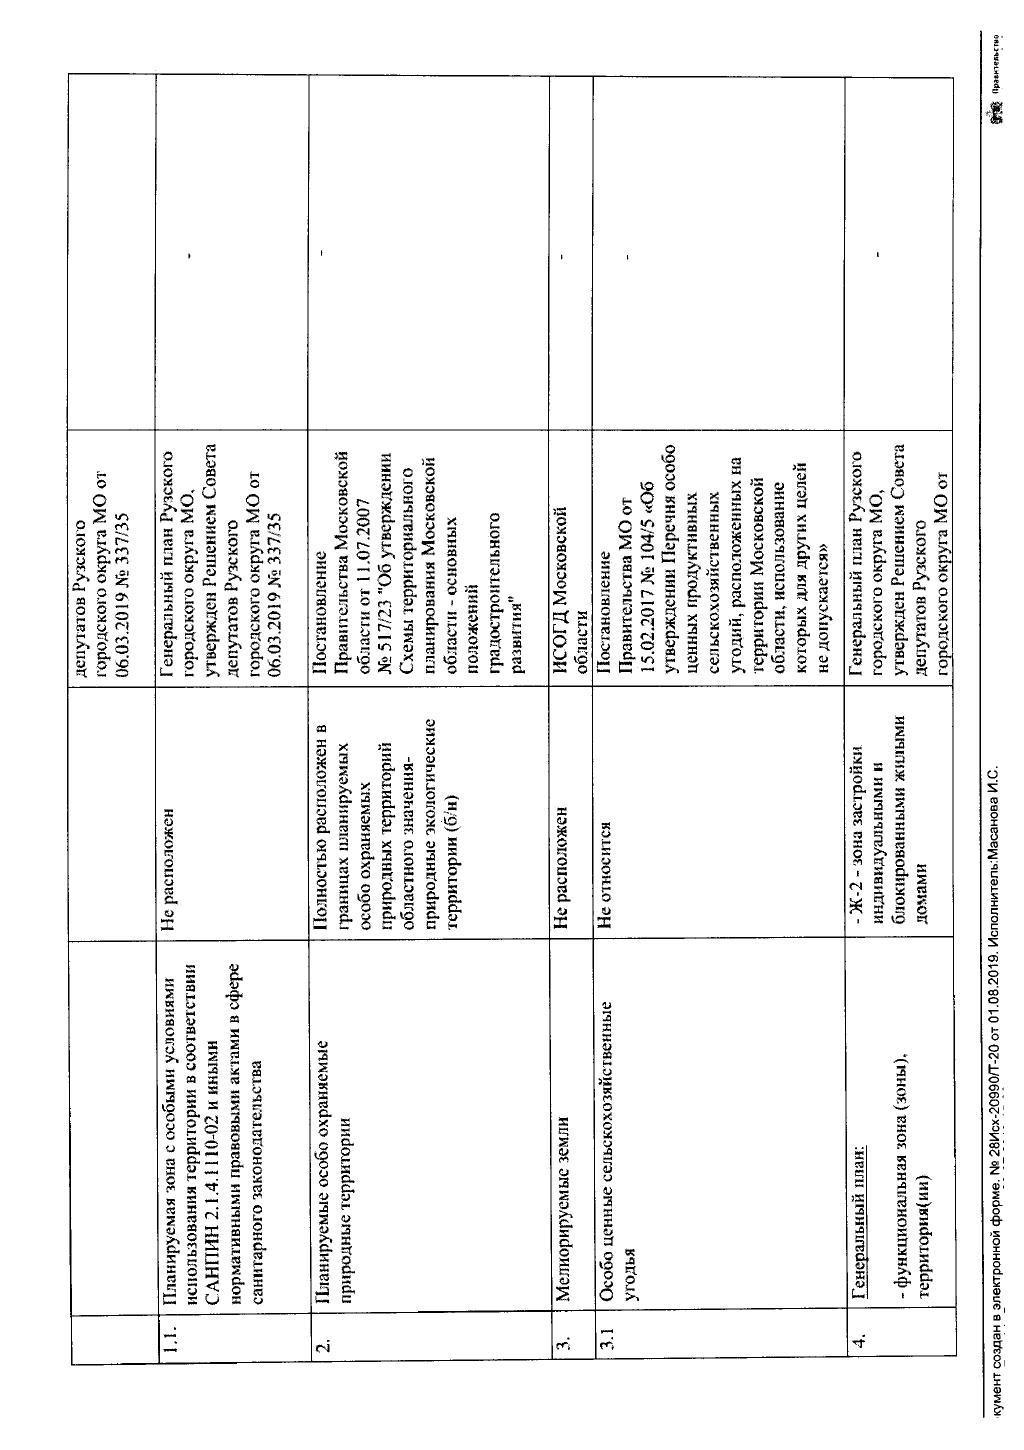 депутатов Рузского
городского округа МО от
06.03.2019 № 337/35
1.1.
Планируемая зона с особыми условиями
использования территории в соответствии
САНПИН 2.1.4.1110-02 и иными
нормативными правовыми актами в сфере
санитарного законодательства
Не расположен
Генеральный план Рузского
городского округа МО,
утвержден Решением Совета
депутатов Рузского
городского округа МО от
06.03.2019 № 337/35
-
2.
Планируемые особо охраняемые
природные территории
Полностью расположен в
границах планируемых
особо охраняемых
природных территорий
областного значения-
природные экологические
территории (б/н)
Постановление
Правительства Московской
области от 11.07.2007
№ 517/23 "Об утверждении
Схемы территориального
планирования Московской
области - основных
положений
градостроительного
развития"
-
3.
Мелиорируемые земли
Не расположен
ИСОГД Московской
области
-
3.1
Особо ценные сельскохозяйственные
угодья
Не относится
Постановление
Правительства МО от
15.02.2017 № 104/5 «Об
утверждении Перечня особо
ценных продуктивных
сельскохозяйственных
угодий, расположенных на
территории Московской
области, использование
которых для других целей
не допускается»
-
4.
Генеральный план:
- функциональная зона (зоны),
территория(ии)
- Ж-2 – зона застройки
индивидуальными и
блокированными жилыми
домами
Генеральный план Рузского
городского округа МО,
утвержден Решением Совета
депутатов Рузского
городского округа МО от
-
кумент создан в электронной форме. № 28Исх-20990/Т-20 от 01.08.2019. Исполнитель:Масанова И.С.
Правительство